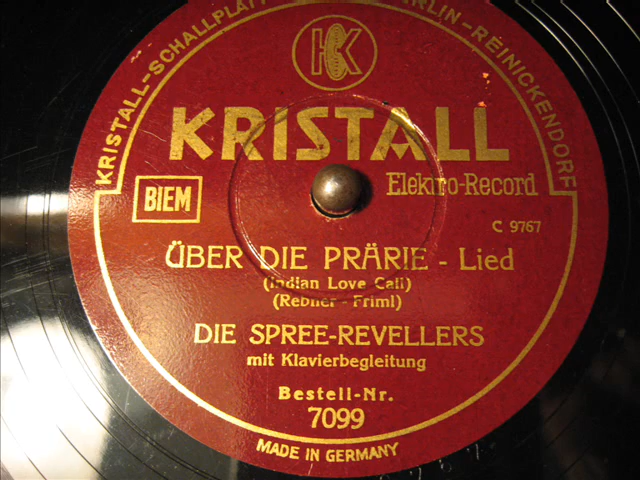 KRISTALL-SCHALLPLATT RLIN-REINICKENDORF
K
KRISTALL
Elektro-Record
BIEM
C 9767
ÜBER DIE PRÄRIE - Lied
(Indian Love Call)
(Rebner - Friml)
DIE SPREE-REVELLERS
mit Klavierbegleitung
Bestell-Nr.
7099
MADE IN GERMANY